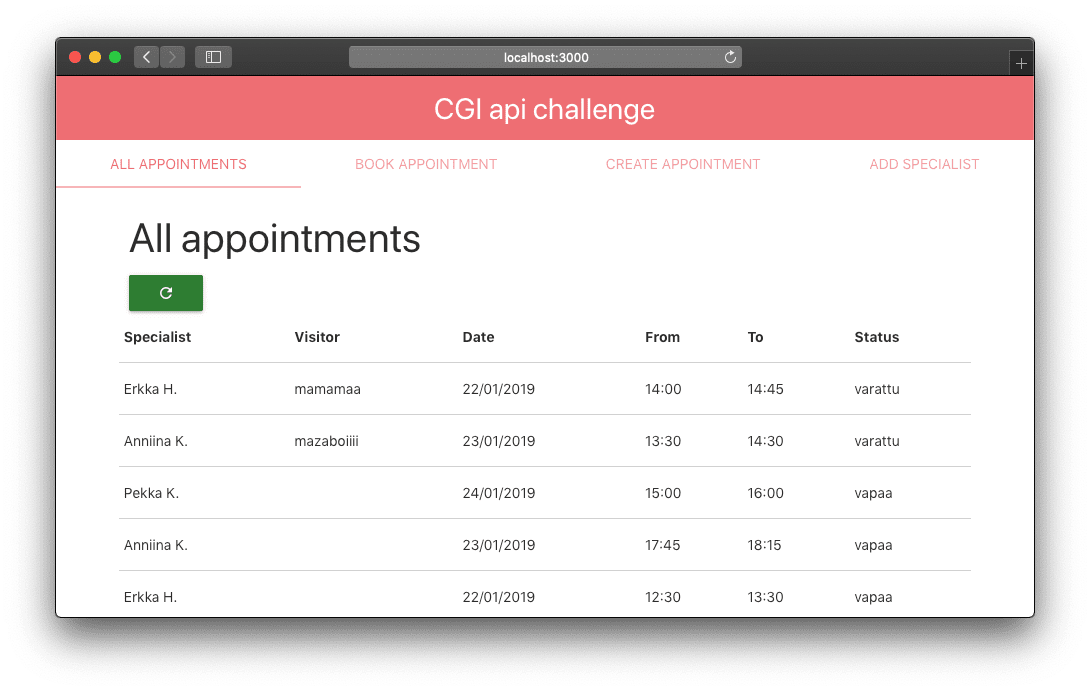 localhost:3000
CGI api challenge
ALL APPOINTMENTS BOOK APPOINTMENT CREATE APPOINTMENT ADD SPECIALIST
All appointments
Specialist Visitor Date From To Status
Erkka H. mamamaa 22/01/2019 14:00 14:45 varattu
Anniina K. mazaboiiii 23/01/2019 13:30 14:30 varattu
Pekka K. 24/01/2019 15:00 16:00 vapaa
Anniina K. 23/01/2019 17:45 18:15 vapaa
Erkka H. 22/01/2019 12:30 13:30 vapaa